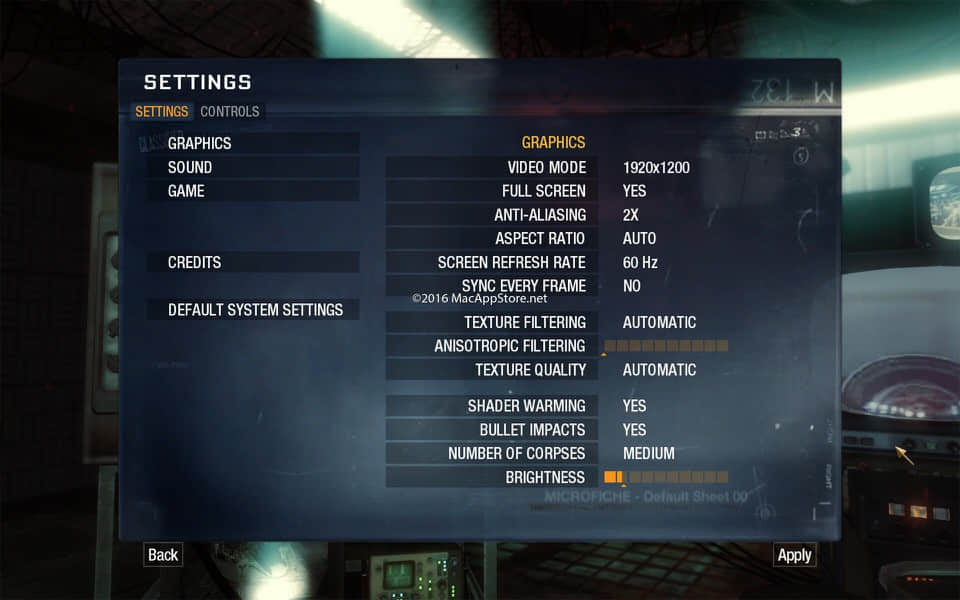 SETTINGS
SETTINGS CONTROLS
GRAPHICS
SOUND
GAME
CREDITS
DEFAULT SYSTEM SETTINGS
GRAPHICS
VIDEO MODE 1920x1200
FULL SCREEN YES
ANTI-ALIASING 2X
ASPECT RATIO AUTO
SCREEN REFRESH RATE 60 Hz
SYNC EVERY FRAME NO
©2016 MacAppStore.net
TEXTURE FILTERING AUTOMATIC
ANISOTROPIC FILTERING
TEXTURE QUALITY AUTOMATIC
SHADER WARMING YES
BULLET IMPACTS YES
NUMBER OF CORPSES MEDIUM
BRIGHTNESS
MICROFICHE - Default Sheet 00
Back
Apply